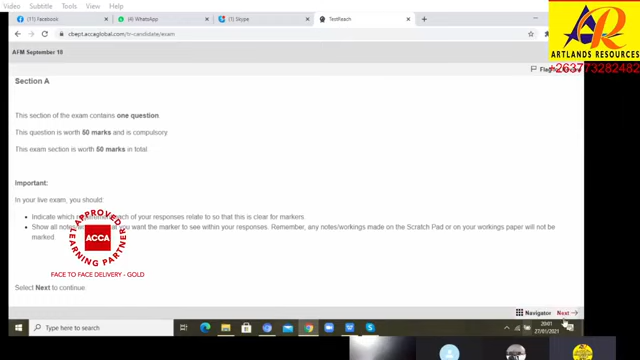 Video Subtitle Tools View Help
(11) Facebook
WhatsApp
(1) Skype
TestReach
cbept.accaglobal.com/tr-candidate/exam
AFM September 18
Flag
ARTLANDS RESOURCES
+263773282482
Section A
This section of the exam contains one question
This question is worth 50 marks and is compulsory
This exam section is worth 50 marks in total
Important:
In your live exam, you should:
Indicate which each of your responses relate to so that this is clear for markers.
Show all you want the marker to see within your responses. Remember, any notes/workings made on the Scratch Pad or on your workings paper will not be
marked.
APPROVED
ACCA
LEARNING PARTNER
FACE TO FACE DELIVERY - GOLD
Select Next to continue
Navigator
Next
Type here to search
20:01
27/01/2021